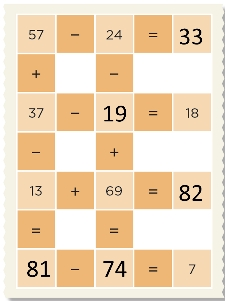 57 − 24 = 33
+ −
37 − 19 = 18
− +
13 + 69 = 82
= =
81 − 74 = 7